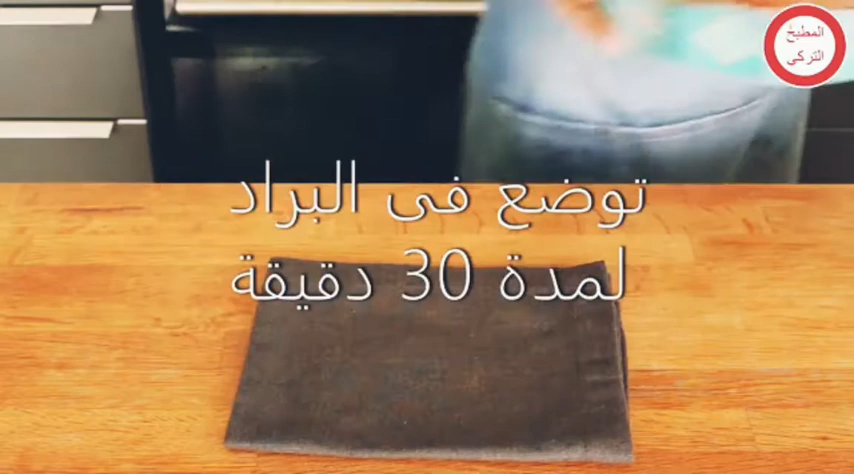 المطبخ
التركى
توضع فى البراد
لمدة 30 دقيقة